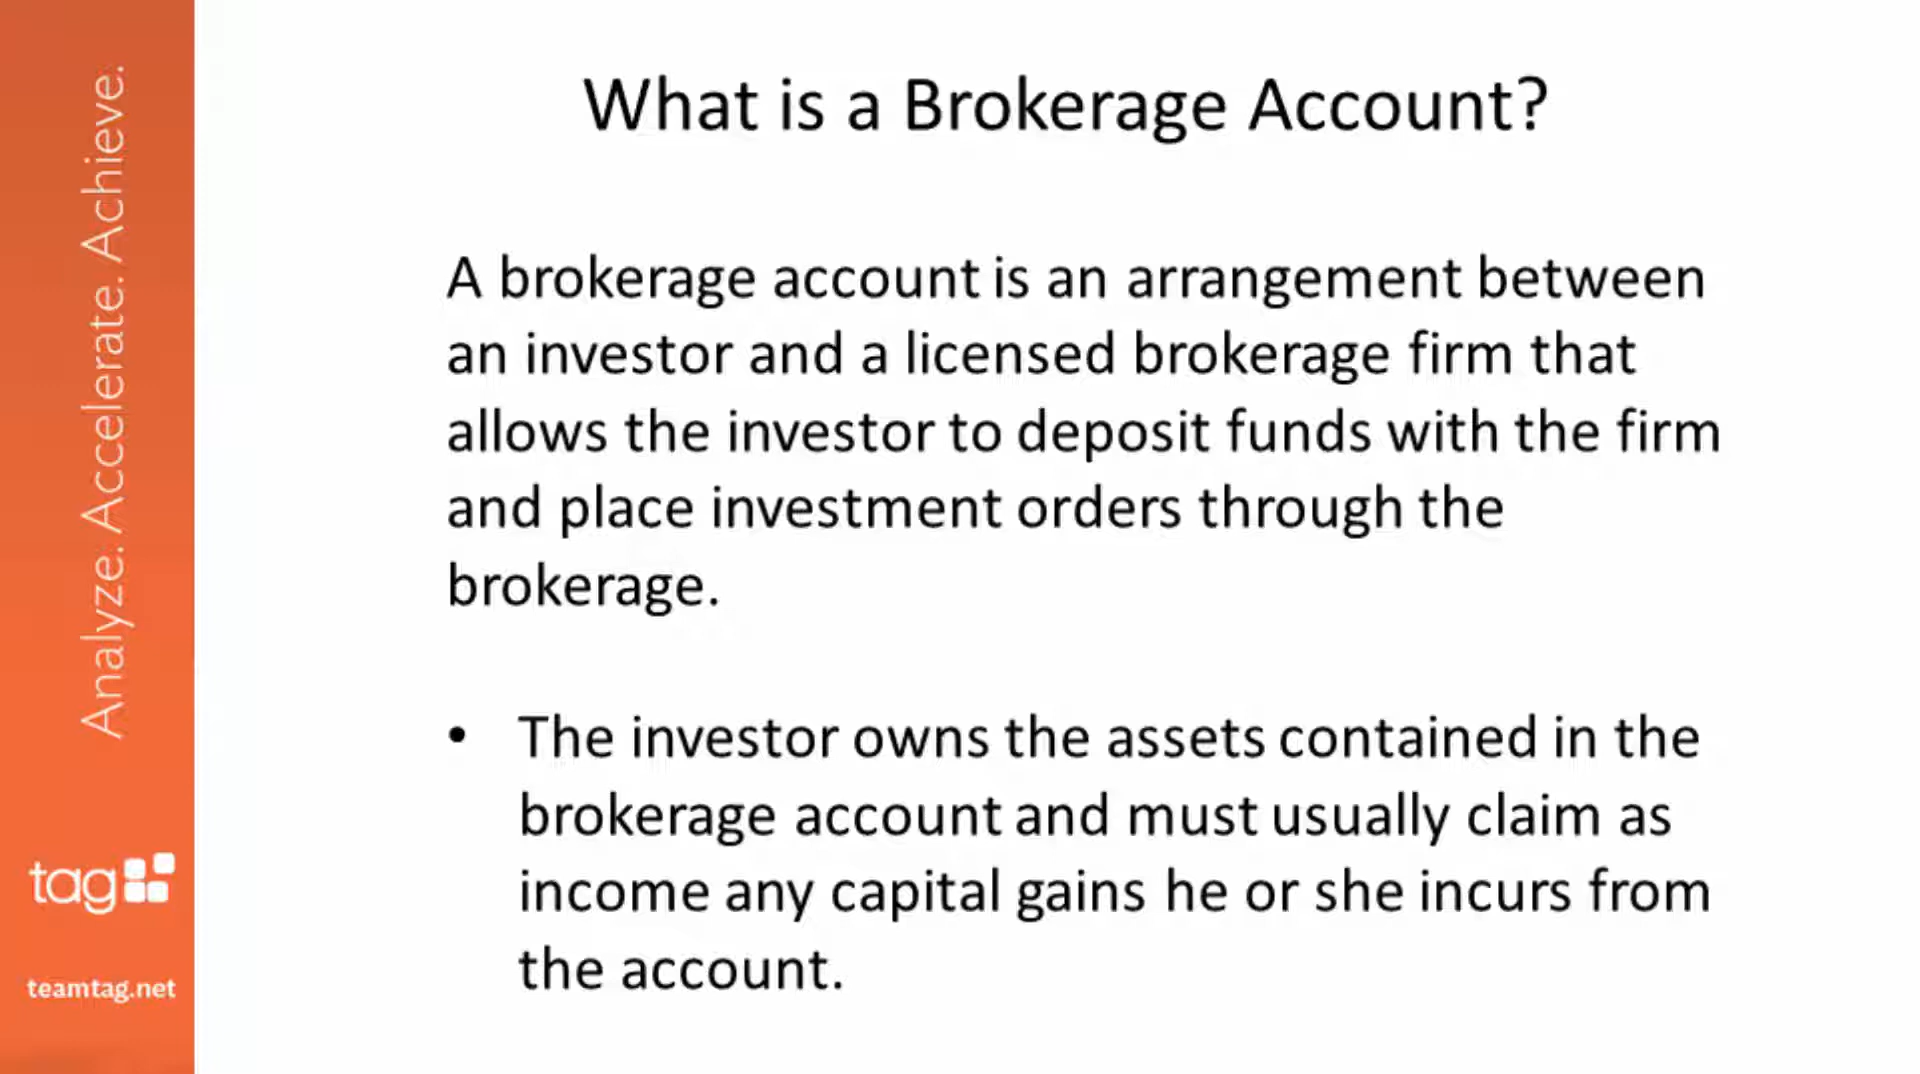 What is a Brokerage Account?
A brokerage account is an arrangement between
an investor and a licensed brokerage firm that
allows the investor to deposit funds with the firm
and place investment orders through the
brokerage.
• The investor owns the assets contained in the
brokerage account and must usually claim as
income any capital gains he or she incurs from
the account.
Analyze. Accelerate. Achieve.
tag
teamtag.net